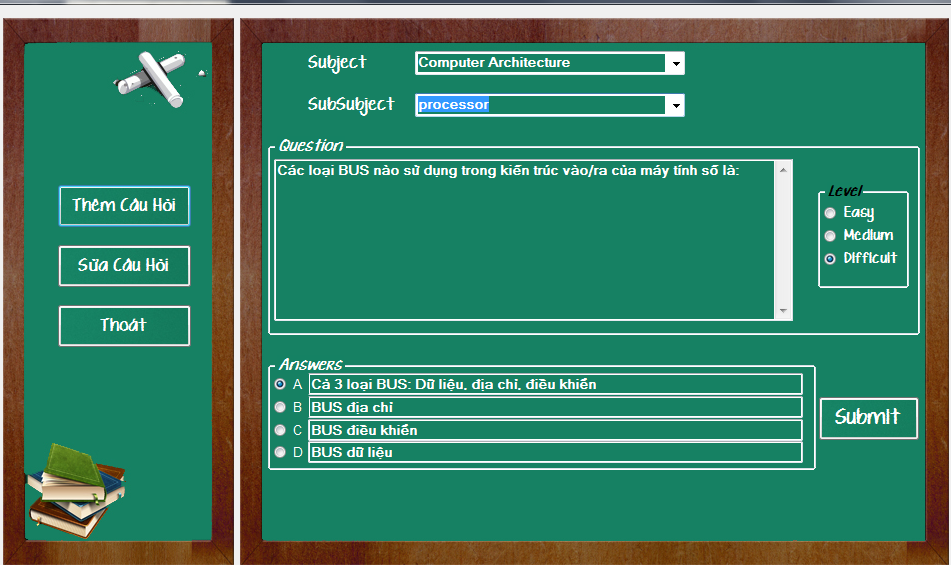 Thêm Câu Hỏi
Sửa Câu Hỏi
Thoát
Subject
Computer Architecture
SubSubject
processor
Question
Các loại BUS nào sử dụng trong kiến trúc vào/ra của máy tính số là:
Level
Easy
Medium
Difficult
Answers
A Cả 3 loại BUS: Dữ liệu, địa chỉ, điều khiển
B BUS địa chỉ
C BUS điều khiển
D BUS dữ liệu
Submit